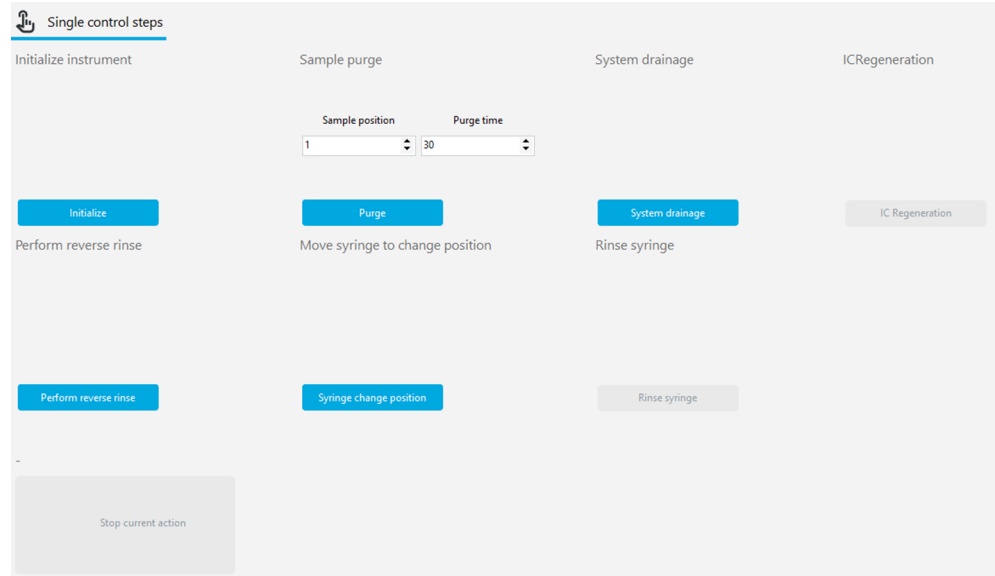 Single control steps
Initialize instrument
Sample purge
System drainage
ICRegeneration
Sample position
Purge time
1
30
Initialize
Purge
System drainage
IC Regeneration
Perform reverse rinse
Move syringe to change position
Rinse syringe
Perform reverse rinse
Syringe change position
Rinse syringe
-
Stop current action